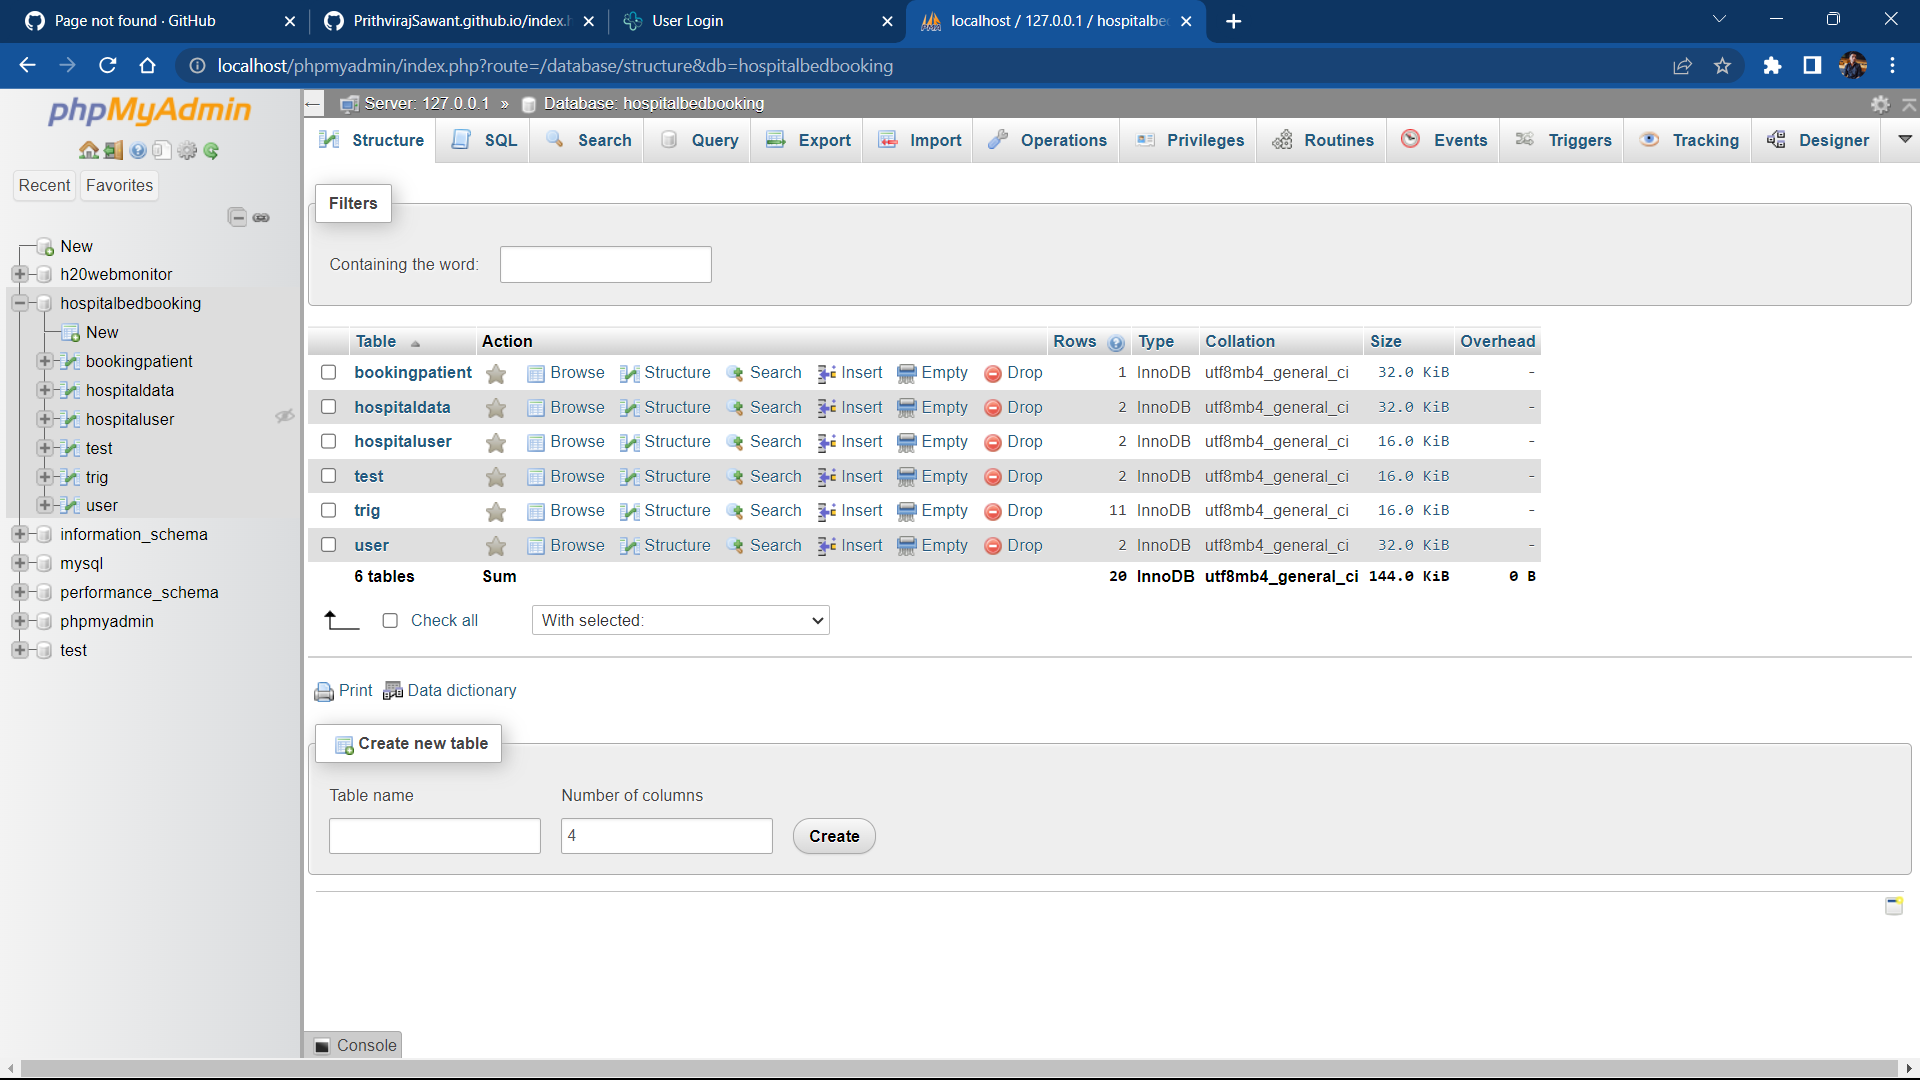 Page not found · GitHub
PrithvirajSawant.github.io/index.h
User Login
localhost / 127.0.0.1 / hospitalbe
localhost/phpmyadmin/index.php?route=/database/structure&db=hospitalbedbooking
phpMyAdmin
Recent Favorites
New
h20webmonitor
hospitalbedbooking
New
bookingpatient
hospitaldata
hospitaluser
test
trig
user
information_schema
mysql
performance_schema
phpmyadmin
test
Server: 127.0.0.1 » Database: hospitalbedbooking
Structure SQL Search Query Export Import Operations Privileges Routines Events Triggers Tracking Designer
Filters
Containing the word:
Table Action Rows Type Collation Size Overhead
bookingpatient Browse Structure Search Insert Empty Drop 1 InnoDB utf8mb4_general_ci 32.0 KiB -
hospitaldata Browse Structure Search Insert Empty Drop 2 InnoDB utf8mb4_general_ci 32.0 KiB -
hospitaluser Browse Structure Search Insert Empty Drop 2 InnoDB utf8mb4_general_ci 16.0 KiB -
test Browse Structure Search Insert Empty Drop 2 InnoDB utf8mb4_general_ci 16.0 KiB -
trig Browse Structure Search Insert Empty Drop 11 InnoDB utf8mb4_general_ci 16.0 KiB -
user Browse Structure Search Insert Empty Drop 2 InnoDB utf8mb4_general_ci 32.0 KiB -
6 tables Sum 20 InnoDB utf8mb4_general_ci 144.0 KiB 0 B
Check all With selected:
Print Data dictionary
Create new table
Table name Number of columns
4 Create
Console